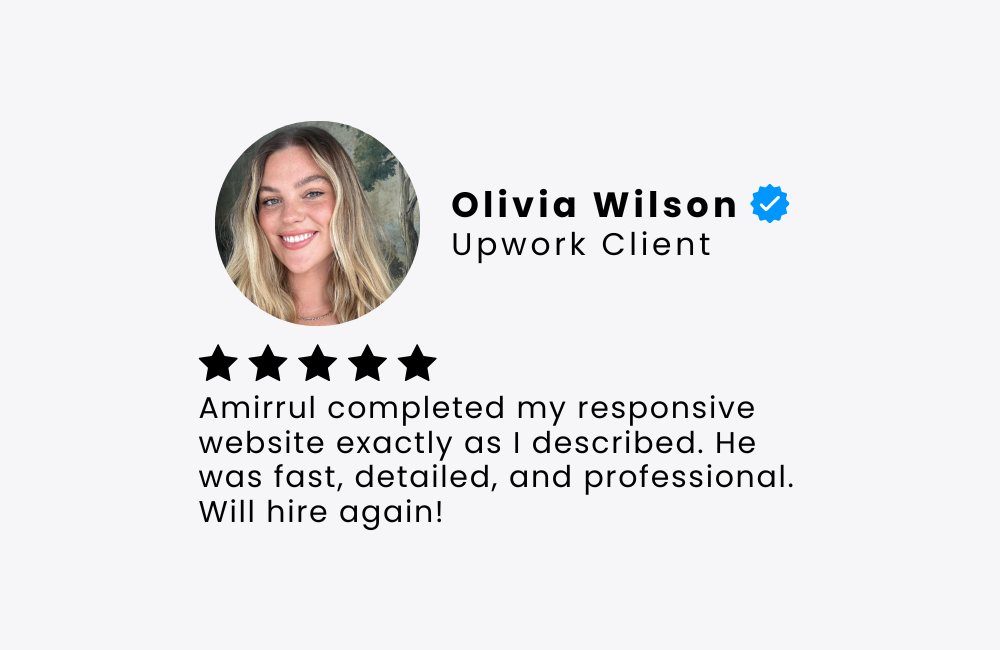 Olivia Wilson
Upwork Client
Amirrul completed my responsive
website exactly as I described. He
was fast, detailed, and professional.
Will hire again!